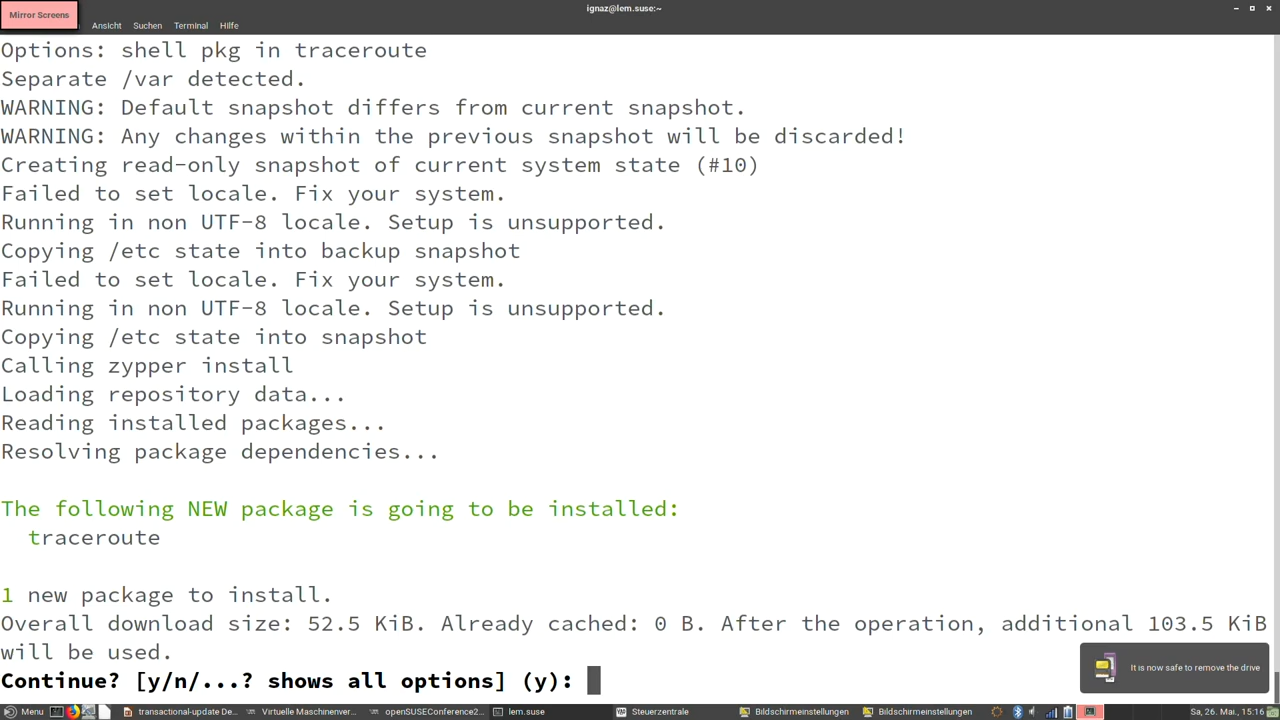 Mirror Screens
ignaz@lem.suse:~
Ansicht Suchen Terminal Hilfe
Options: shell pkg in traceroute
Separate /var detected.
WARNING: Default snapshot differs from current snapshot.
WARNING: Any changes within the previous snapshot will be discarded!
Creating read-only snapshot of current system state (#10)
Failed to set locale. Fix your system.
Running in non UTF-8 locale. Setup is unsupported.
Copying /etc state into backup snapshot
Failed to set locale. Fix your system.
Running in non UTF-8 locale. Setup is unsupported.
Copying /etc state into snapshot
Calling zypper install
Loading repository data...
Reading installed packages...
Resolving package dependencies...
The following NEW package is going to be installed:
traceroute
1 new package to install.
Overall download size: 52.5 KiB. Already cached: 0 B. After the operation, additional 103.5 KiB
will be used.
It is now safe to remove the drive
Continue? [y/n/...? shows all options] (y):
Menu transactional-update De... Virtuelle Maschinenver... openSUSEConference2... lem.suse Steuerzentrale Bildschirmeinstellungen Bildschirmeinstellungen Sa, 26. Mai, 15:16